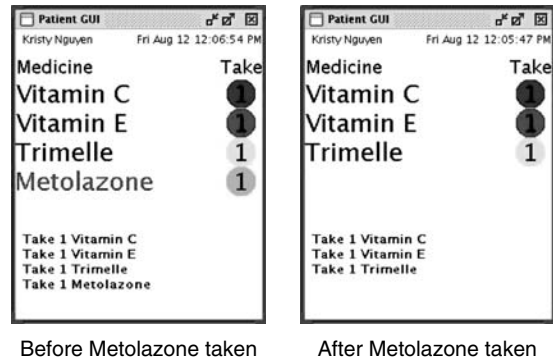 Patient GUI
Kristy Nguyen Fri Aug 12 12:06:54 PM
Medicine Take
Vitamin C 1
Vitamin E 1
Trimelle 1
Metolazone 1
Take 1 Vitamin C
Take 1 Vitamin E
Take 1 Trimelle
Take 1 Metolazone
Before Metolazone taken
Patient GUI
Kristy Nguyen Fri Aug 12 12:05:47 PM
Medicine Take
Vitamin C 1
Vitamin E 1
Trimelle 1
Take 1 Vitamin C
Take 1 Vitamin E
Take 1 Trimelle
After Metolazone taken